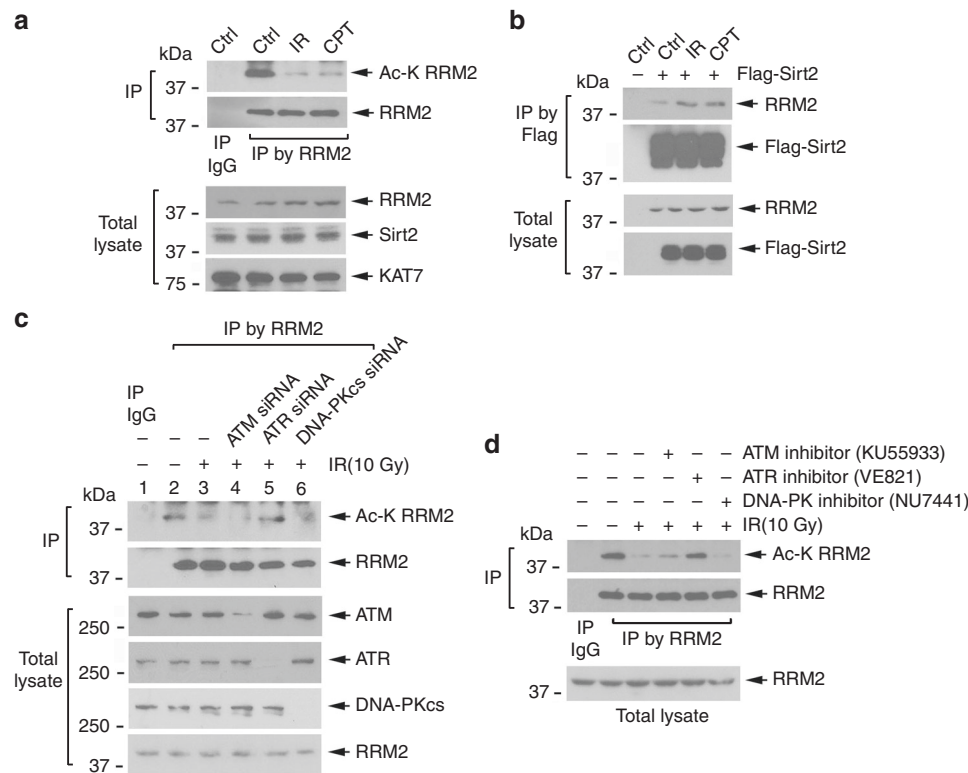 a
Ctrl Ctrl IR CPT
kDa
IP
Ac-K RRM2
37 -
RRM2
37 -
IP IgG
IP by RRM2
Total lysate
RRM2
37 -
Sirt2
37 -
KAT7
75 -
b
Ctrl Ctrl IR CPT
kDa
– + + + Flag-Sirt2
IP by Flag
RRM2
37 -
Flag-Sirt2
37 -
Total lysate
RRM2
37 -
Flag-Sirt2
37 -
c
IP by RRM2
IP IgG
ATM siRNA
ATR siRNA
DNA-PKcs siRNA
– – –
– – + + + + IR(10 Gy)
kDa 1 2 3 4 5 6
IP
Ac-K RRM2
37 -
RRM2
37 -
Total lysate
ATM
250 -
ATR
250 -
DNA-PKcs
250 -
RRM2
37 -
d
– – – + – – ATM inhibitor (KU55933)
– – – – + – ATR inhibitor (VE821)
– – – – – + DNA-PK inhibitor (NU7441)
– – + + + + IR(10 Gy)
kDa
IP
Ac-K RRM2
37 -
RRM2
37 -
IP IgG
IP by RRM2
RRM2
37 -
Total lysate